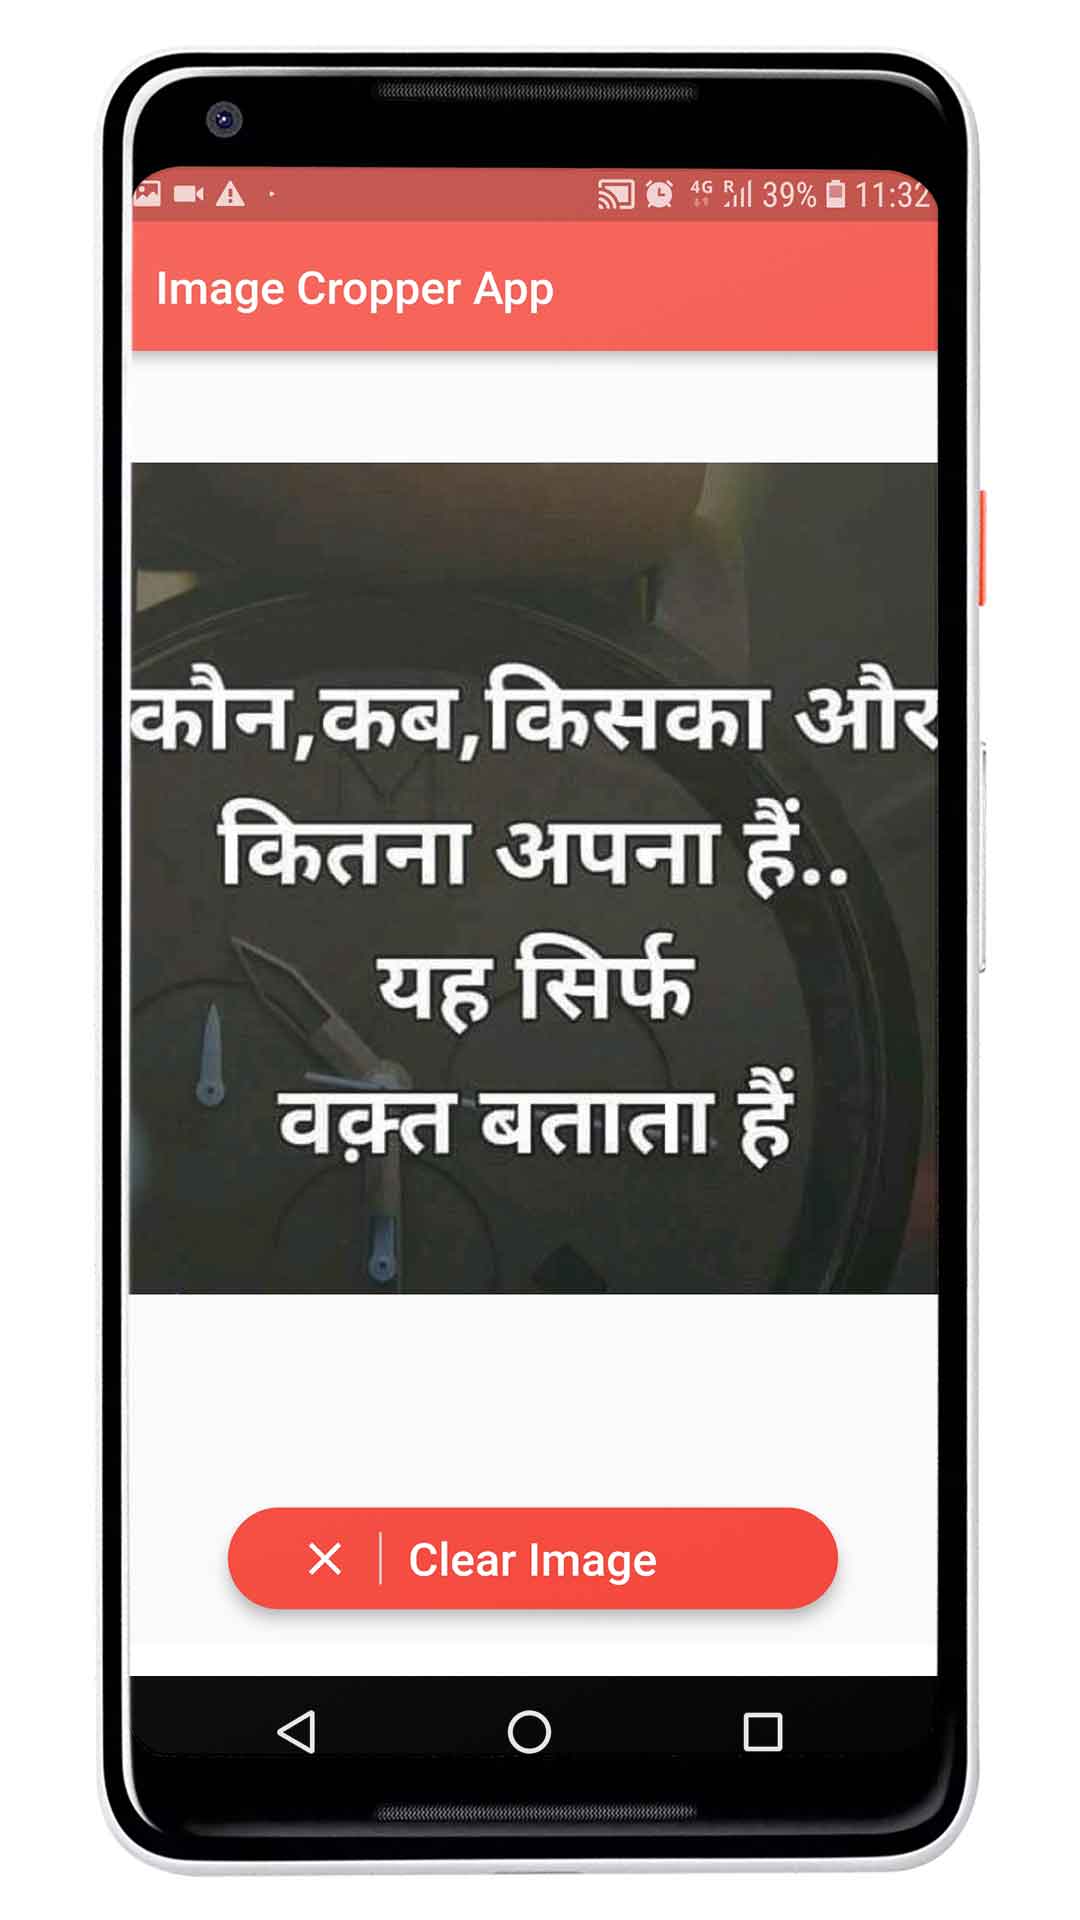 4G R 39% 11:32
Image Cropper App
कौन,कब,किसका और
कितना अपना हैं..
यह सिर्फ
वक़्त बताता हैं
Clear Image